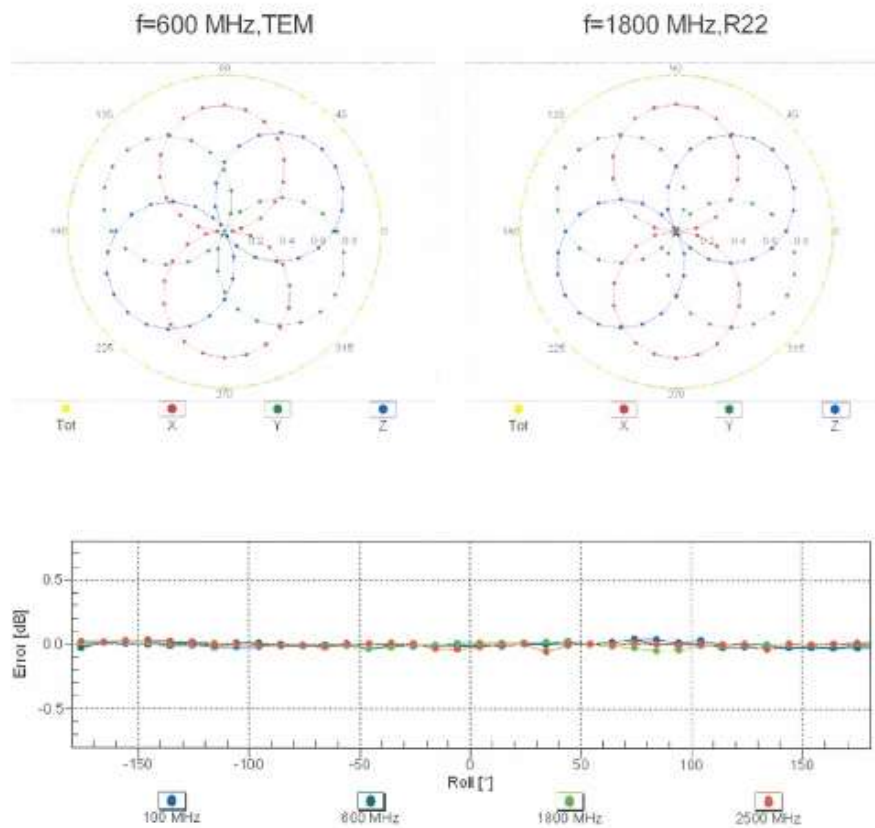 f=600 MHz,TEM
f=1800 MHz,R22
90
90
135
45
135
45
180
0.2 0.4 0.6 0.8
0
180
0.2 0.4 0.6 0.8
0
225
315
225
315
270
270
Tot X Y Z
Tot X Y Z
Error [dB]
0.5
0.0
-0.5
-150 -100 -50 0 50 100 150
Roll [°]
100 MHz 600 MHz 1800 MHz 2500 MHz